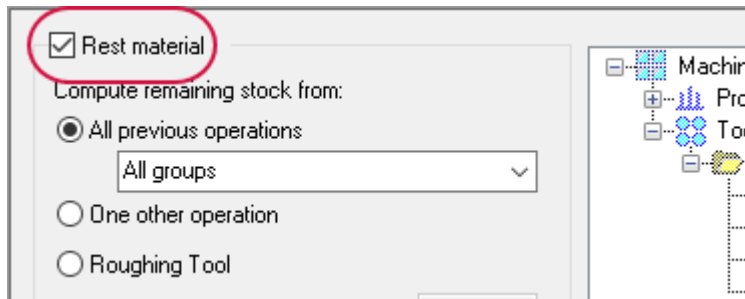 Rest material
Compute remaining stock from:
All previous operations
All groups
One other operation
Roughing Tool
Machin
Pro
Too